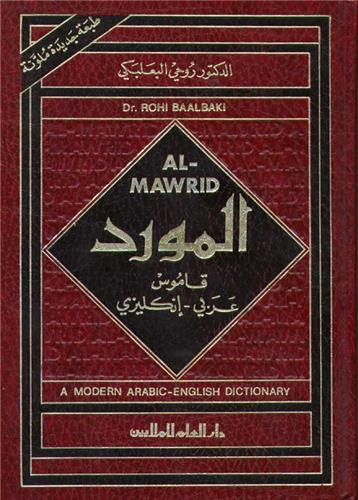 طبعة جديدة ملونة
الدكتور روحي البعلبكي
Dr. ROHI BAALBAKI
AL-
MAWRID
المورد
قاموس
عربي - إنكليزي
A MODERN ARABIC-ENGLISH DICTIONARY
دار العلم للملايين